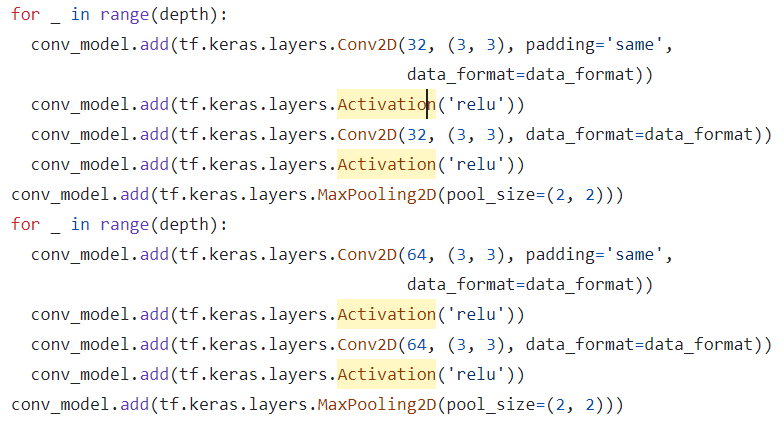 for _ in range(depth):
  conv_model.add(tf.keras.layers.Conv2D(32, (3, 3), padding='same',
                                        data_format=data_format))
  conv_model.add(tf.keras.layers.Activation('relu'))
  conv_model.add(tf.keras.layers.Conv2D(32, (3, 3), data_format=data_format))
  conv_model.add(tf.keras.layers.Activation('relu'))
conv_model.add(tf.keras.layers.MaxPooling2D(pool_size=(2, 2)))
for _ in range(depth):
  conv_model.add(tf.keras.layers.Conv2D(64, (3, 3), padding='same',
                                        data_format=data_format))
  conv_model.add(tf.keras.layers.Activation('relu'))
  conv_model.add(tf.keras.layers.Conv2D(64, (3, 3), data_format=data_format))
  conv_model.add(tf.keras.layers.Activation('relu'))
conv_model.add(tf.keras.layers.MaxPooling2D(pool_size=(2, 2)))